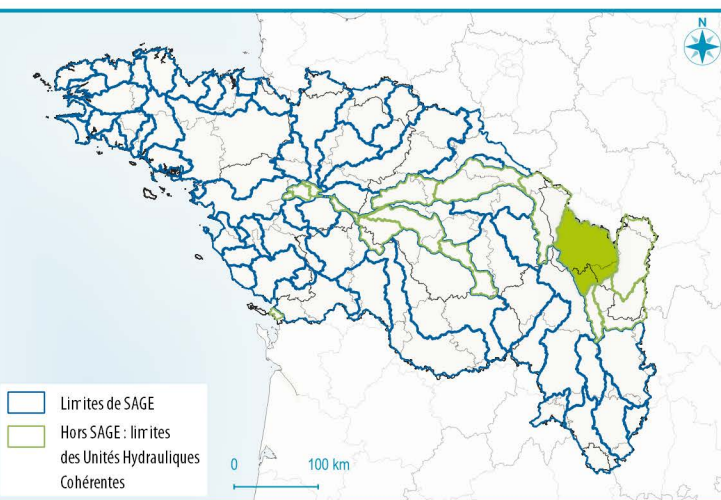 N
Limites de SAGE
Hors SAGE : limites
des Unités Hydrauliques
Cohérentes
0 100 km